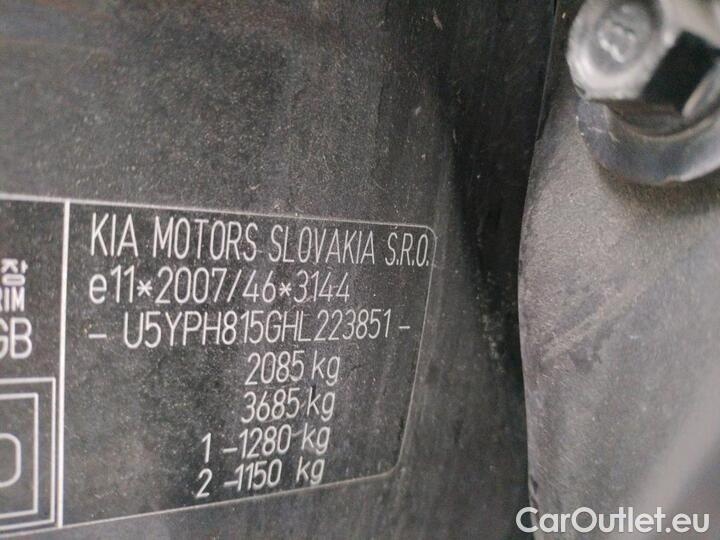 KIA MOTORS SLOVAKIA S.R.O.
e11*2007/46*3144
- U5YPH815GHL223851 -
2085 kg
3685 kg
1 -1280 kg
2 -1150 kg
장
RIM
GB
8
CarOutlet.eu